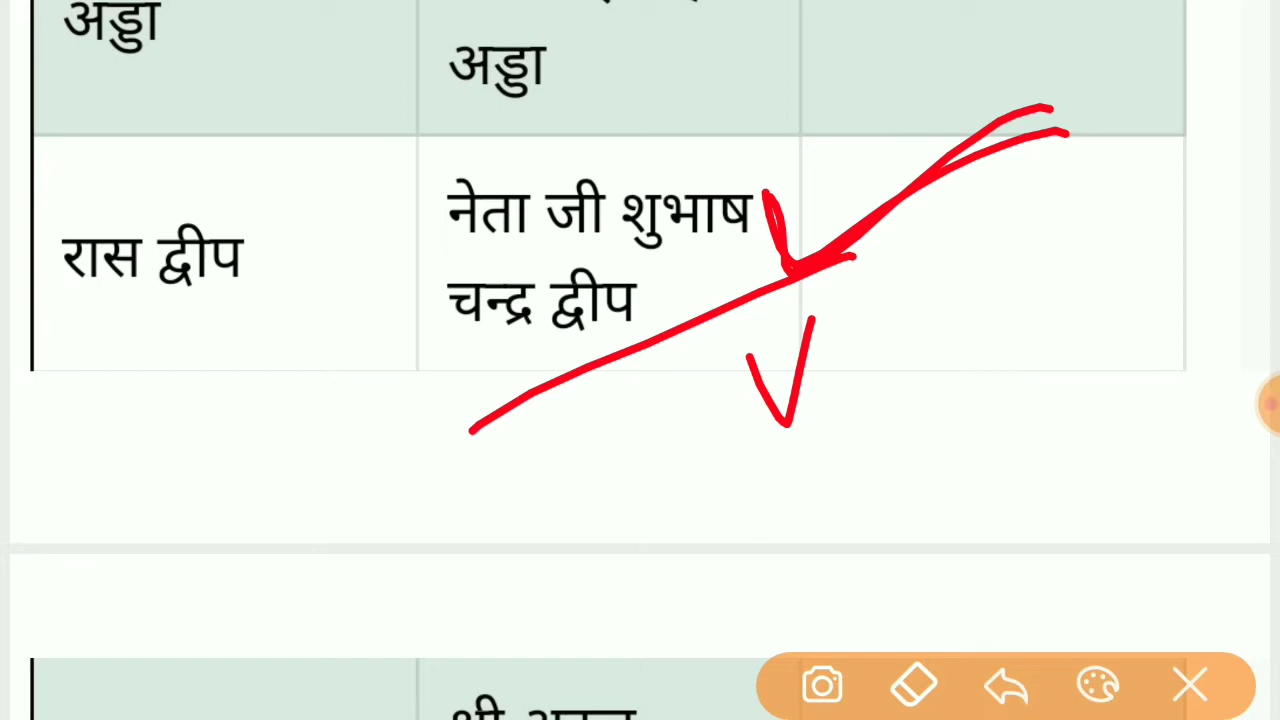 अड्डा
अड्डा
रास द्वीप
नेता जी शुभाष
चन्द्र द्वीप